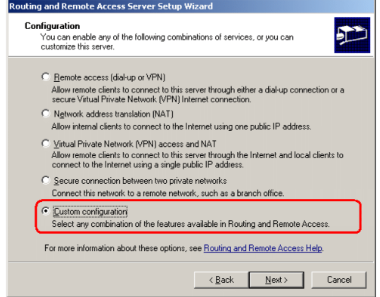 Routing and Remote Access Server Setup Wizard
Configuration
You can enable any of the following combinations of services, or you can
customize this server.
Remote access (dial-up or VPN)
Allow remote clients to connect to this server through either a dial-up connection or a
secure Virtual Private Network (VPN) Internet connection.
Network address translation (NAT)
Allow internal clients to connect to the Internet using one public IP address.
Virtual Private Network (VPN) access and NAT
Allow remote clients to connect to this server through the Internet and local clients to
connect to the Internet using a single public IP address.
Secure connection between two private networks
Connect this network to a remote network, such as a branch office.
Custom configuration
Select any combination of the features available in Routing and Remote Access.
For more information about these options, see Routing and Remote Access Help.
< Back Next > Cancel